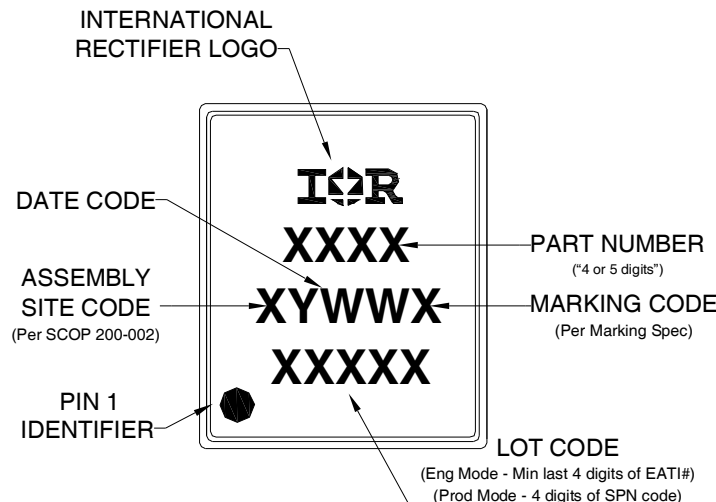 INTERNATIONAL
RECTIFIER LOGO
IOR
DATE CODE
XXXX
PART NUMBER
("4 or 5 digits")
ASSEMBLY
SITE CODE
(Per SCOP 200-002)
XYWWX
MARKING CODE
(Per Marking Spec)
XXXXX
PIN 1
IDENTIFIER
LOT CODE
(Eng Mode - Min last 4 digits of EATI#)
(Prod Mode - 4 digits of SPN code)